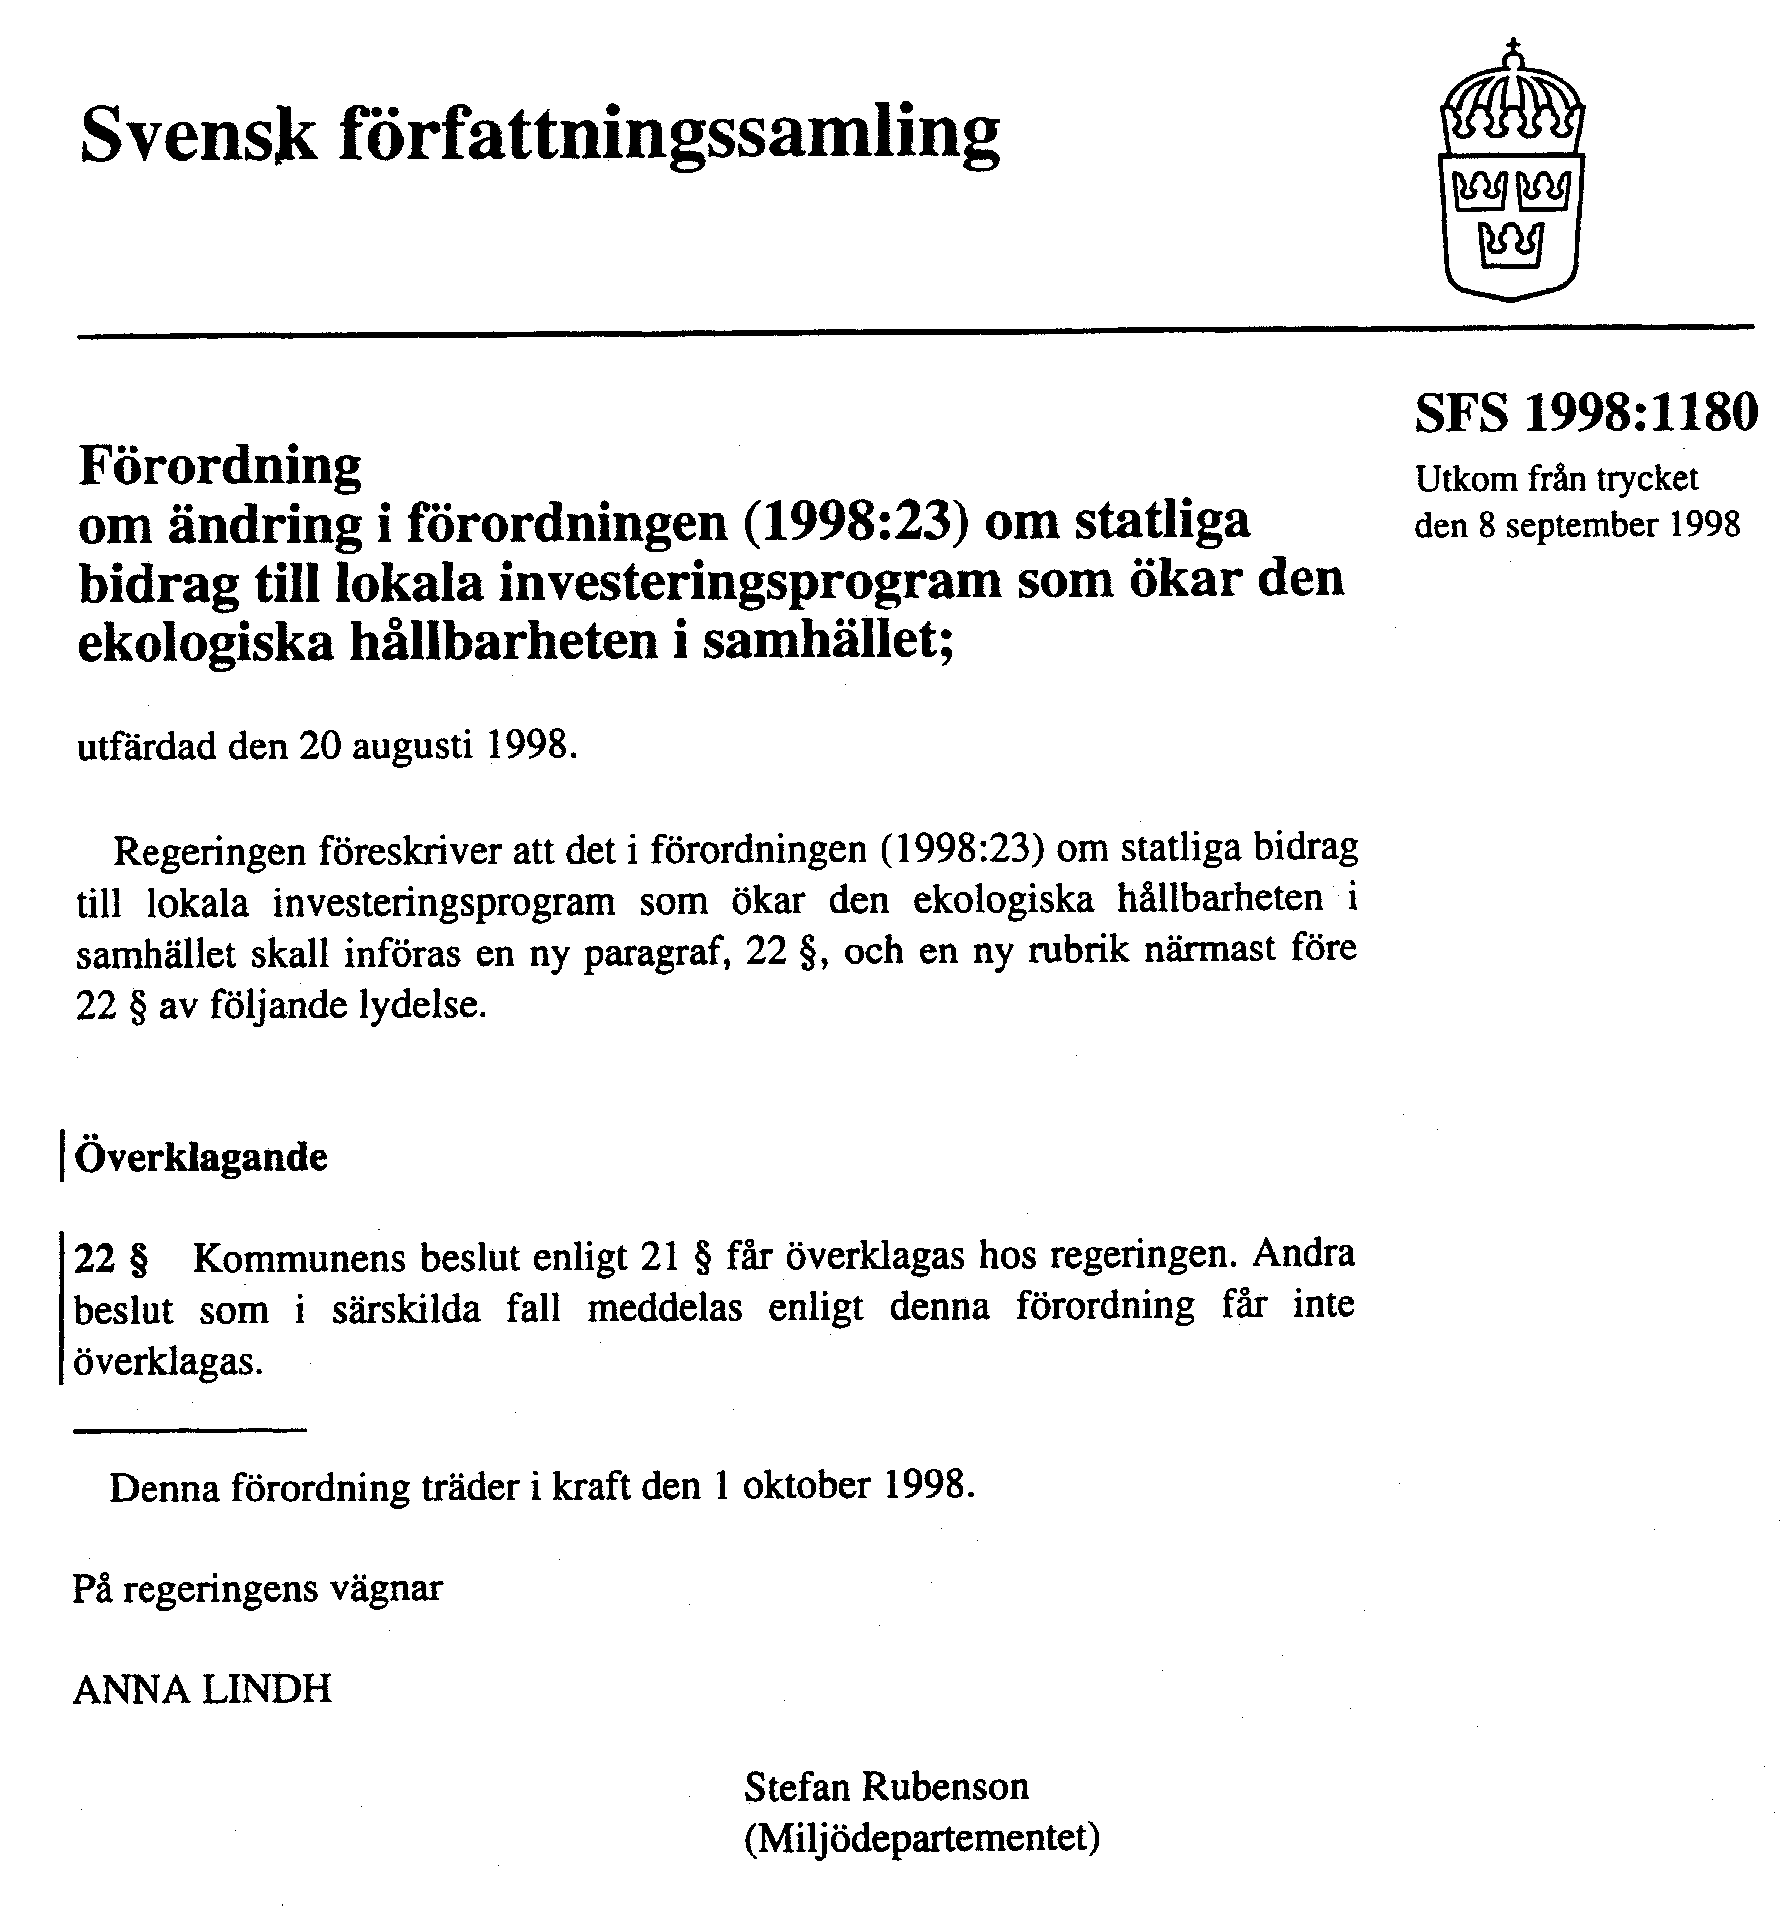 Svensk författningssamling
SFS 1998:1180
Utkom från trycket
den 8 september 1998
Förordning
om ändring i förordningen (1998:23) om statliga
bidrag till lokala investeringsprogram som ökar den
ekologiska hållbarheten i samhället;
utfärdad den 20 augusti 1998.
Regeringen föreskriver att det i förordningen (1998:23) om statliga bidrag
till lokala investeringsprogram som ökar den ekologiska hållbarheten i
samhället skall införas en ny paragraf, 22 §, och en ny rubrik närmast före
22 § av följande lydelse.
Överklagande
22 § Kommunens beslut enligt 21 § får överklagas hos regeringen. Andra
beslut som i särskilda fall meddelas enligt denna förordning får inte
överklagas.
Denna förordning träder i kraft den 1 oktober 1998.
På regeringens vägnar
ANNA LINDH
Stefan Rubenson
(Miljödepartementet)